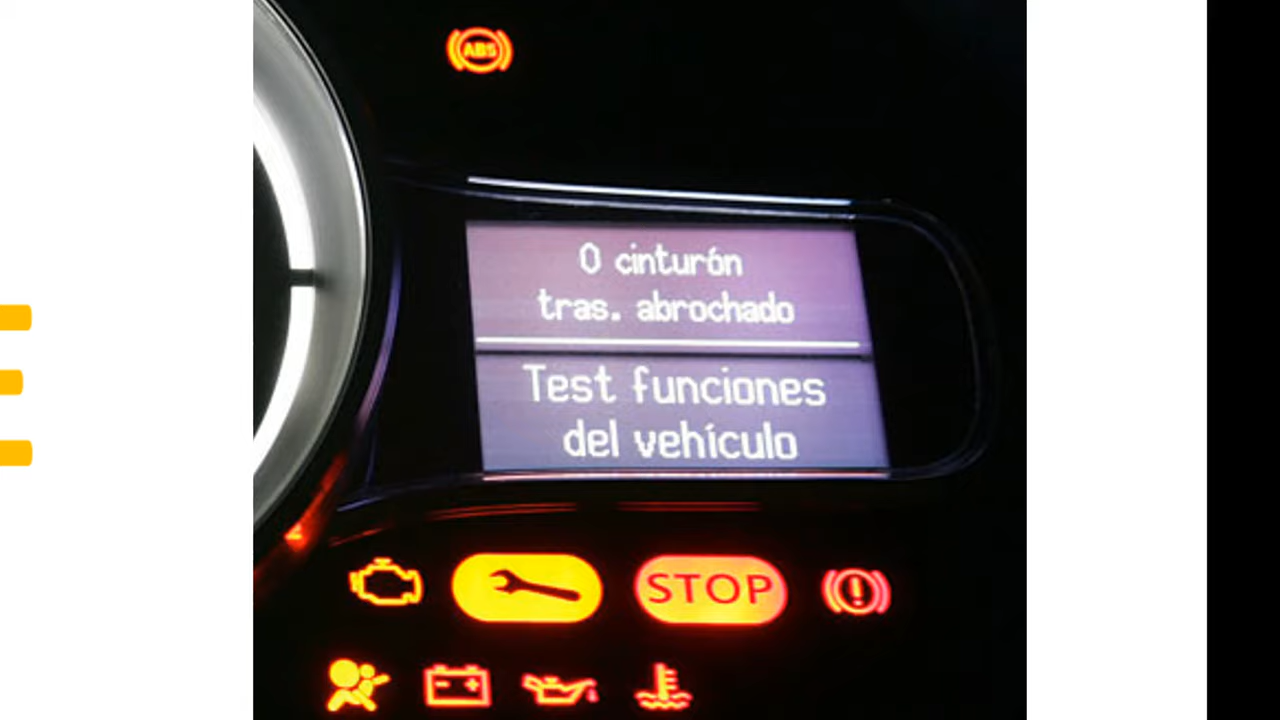 ABS
0 cinturón
tras. abrochado
Test funciones
del vehículo
STOP